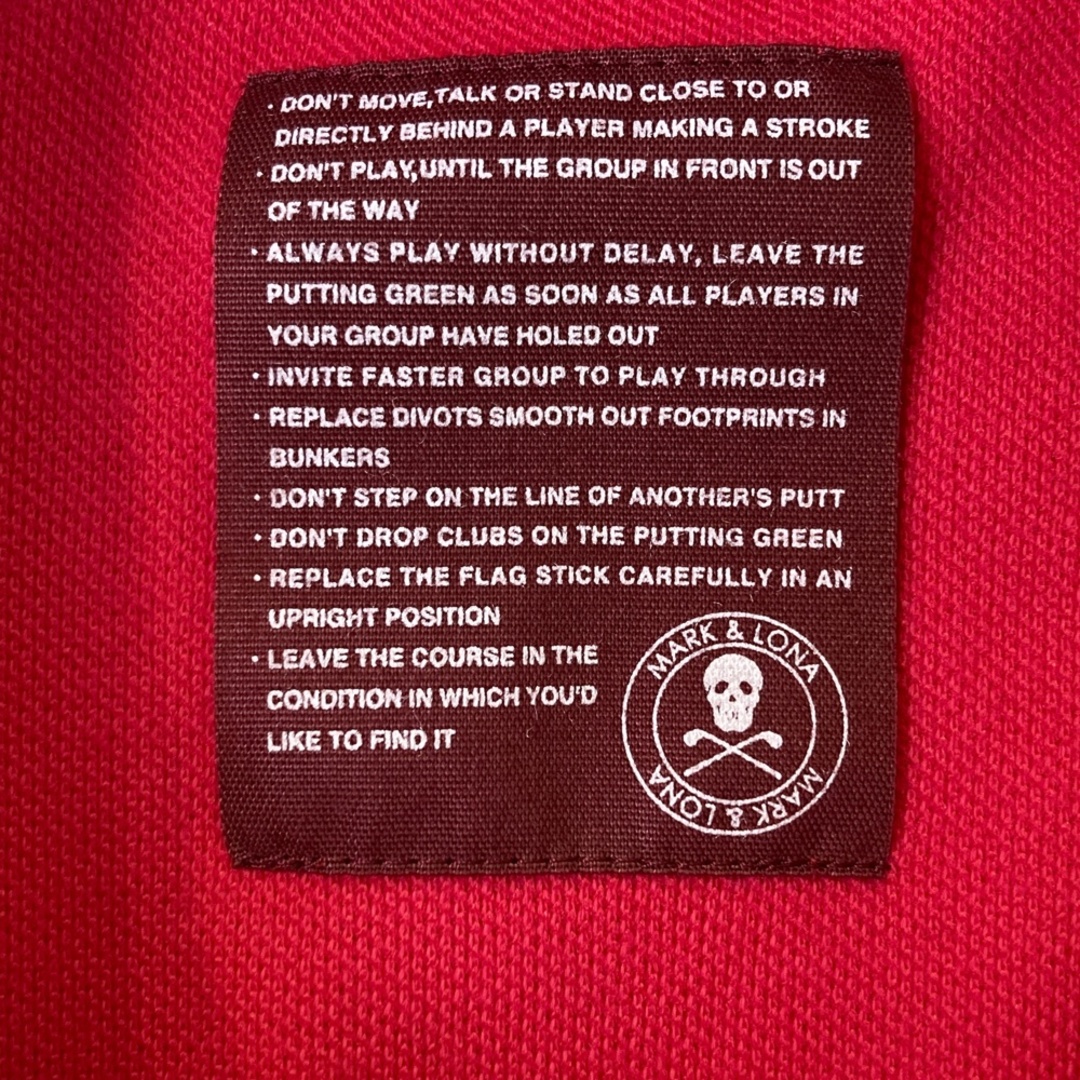 · DON'T MOVE,TALK OR STAND CLOSE TO OR
DIRECTLY BEHIND A PLAYER MAKING A STROKE
· DON'T PLAY,UNTIL THE GROUP IN FRONT IS OUT
OF THE WAY
· ALWAYS PLAY WITHOUT DELAY, LEAVE THE
PUTTING GREEN AS SOON AS ALL PLAYERS IN
YOUR GROUP HAVE HOLED OUT
· INVITE FASTER GROUP TO PLAY THROUGH
· REPLACE DIVOTS SMOOTH OUT FOOTPRINTS IN
BUNKERS
· DON'T STEP ON THE LINE OF ANOTHER'S PUTT
· DON'T DROP CLUBS ON THE PUTTING GREEN
· REPLACE THE FLAG STICK CAREFULLY IN AN
UPRIGHT POSITION
· LEAVE THE COURSE IN THE
CONDITION IN WHICH YOU'D
LIKE TO FIND IT
MARK & LONA
MARK & LONA